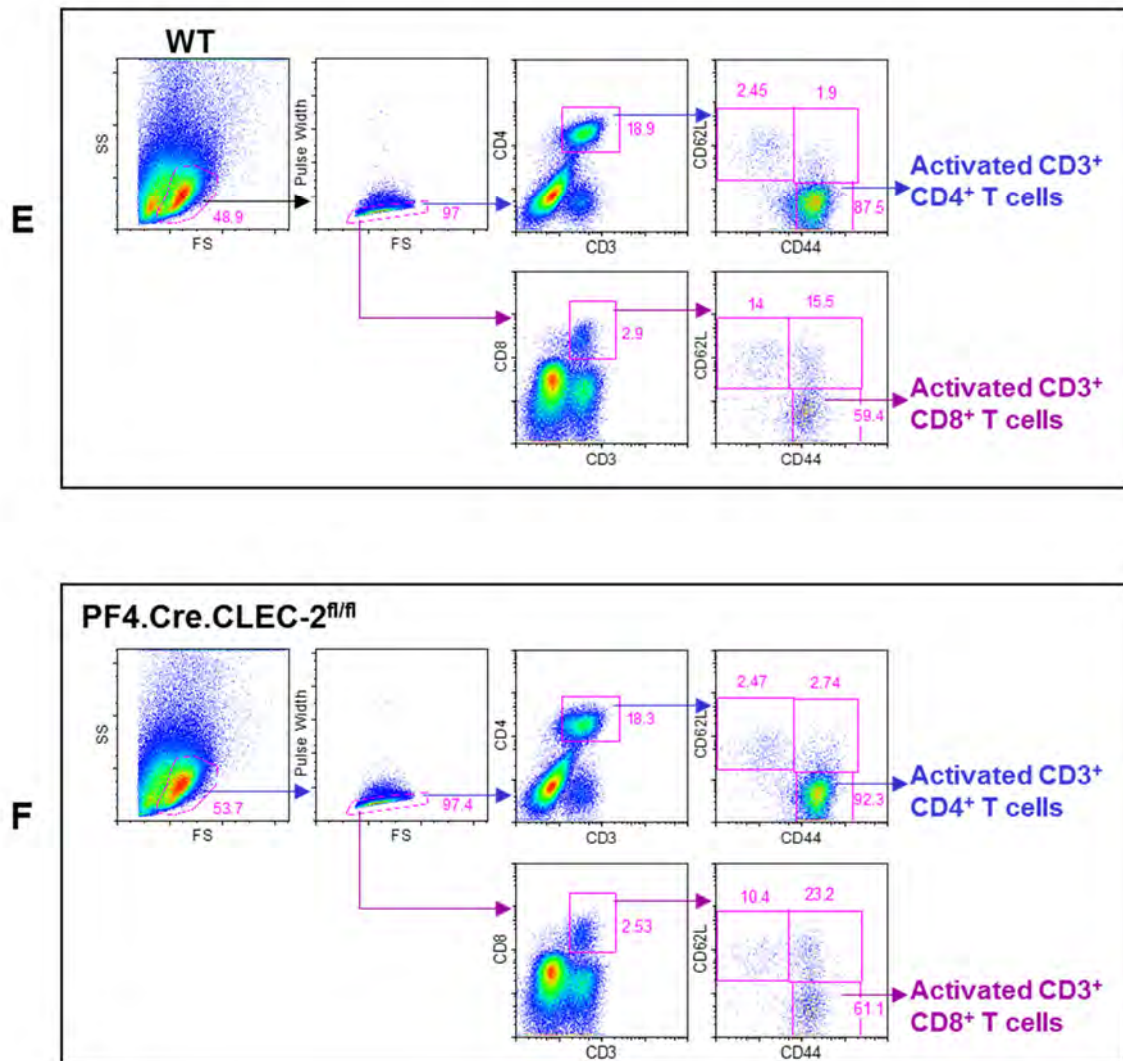 E
WT
SS
48.9
FS
Pulse Width
97
FS
CD4
18.9
CD3
CD62L
2.45
1.9
87.5
CD44
Activated CD3⁺
CD4⁺ T cells
CD8
2.9
CD3
CD62L
14
15.5
59.4
CD44
Activated CD3⁺
CD8⁺ T cells
F
PF4.Cre.CLEC-2fl/fl
SS
53.7
FS
Pulse Width
97.4
FS
CD4
18.3
CD3
CD62L
2.47
2.74
92.3
CD44
Activated CD3⁺
CD4⁺ T cells
CD8
2.53
CD3
CD62L
10.4
23.2
61.1
CD44
Activated CD3⁺
CD8⁺ T cells